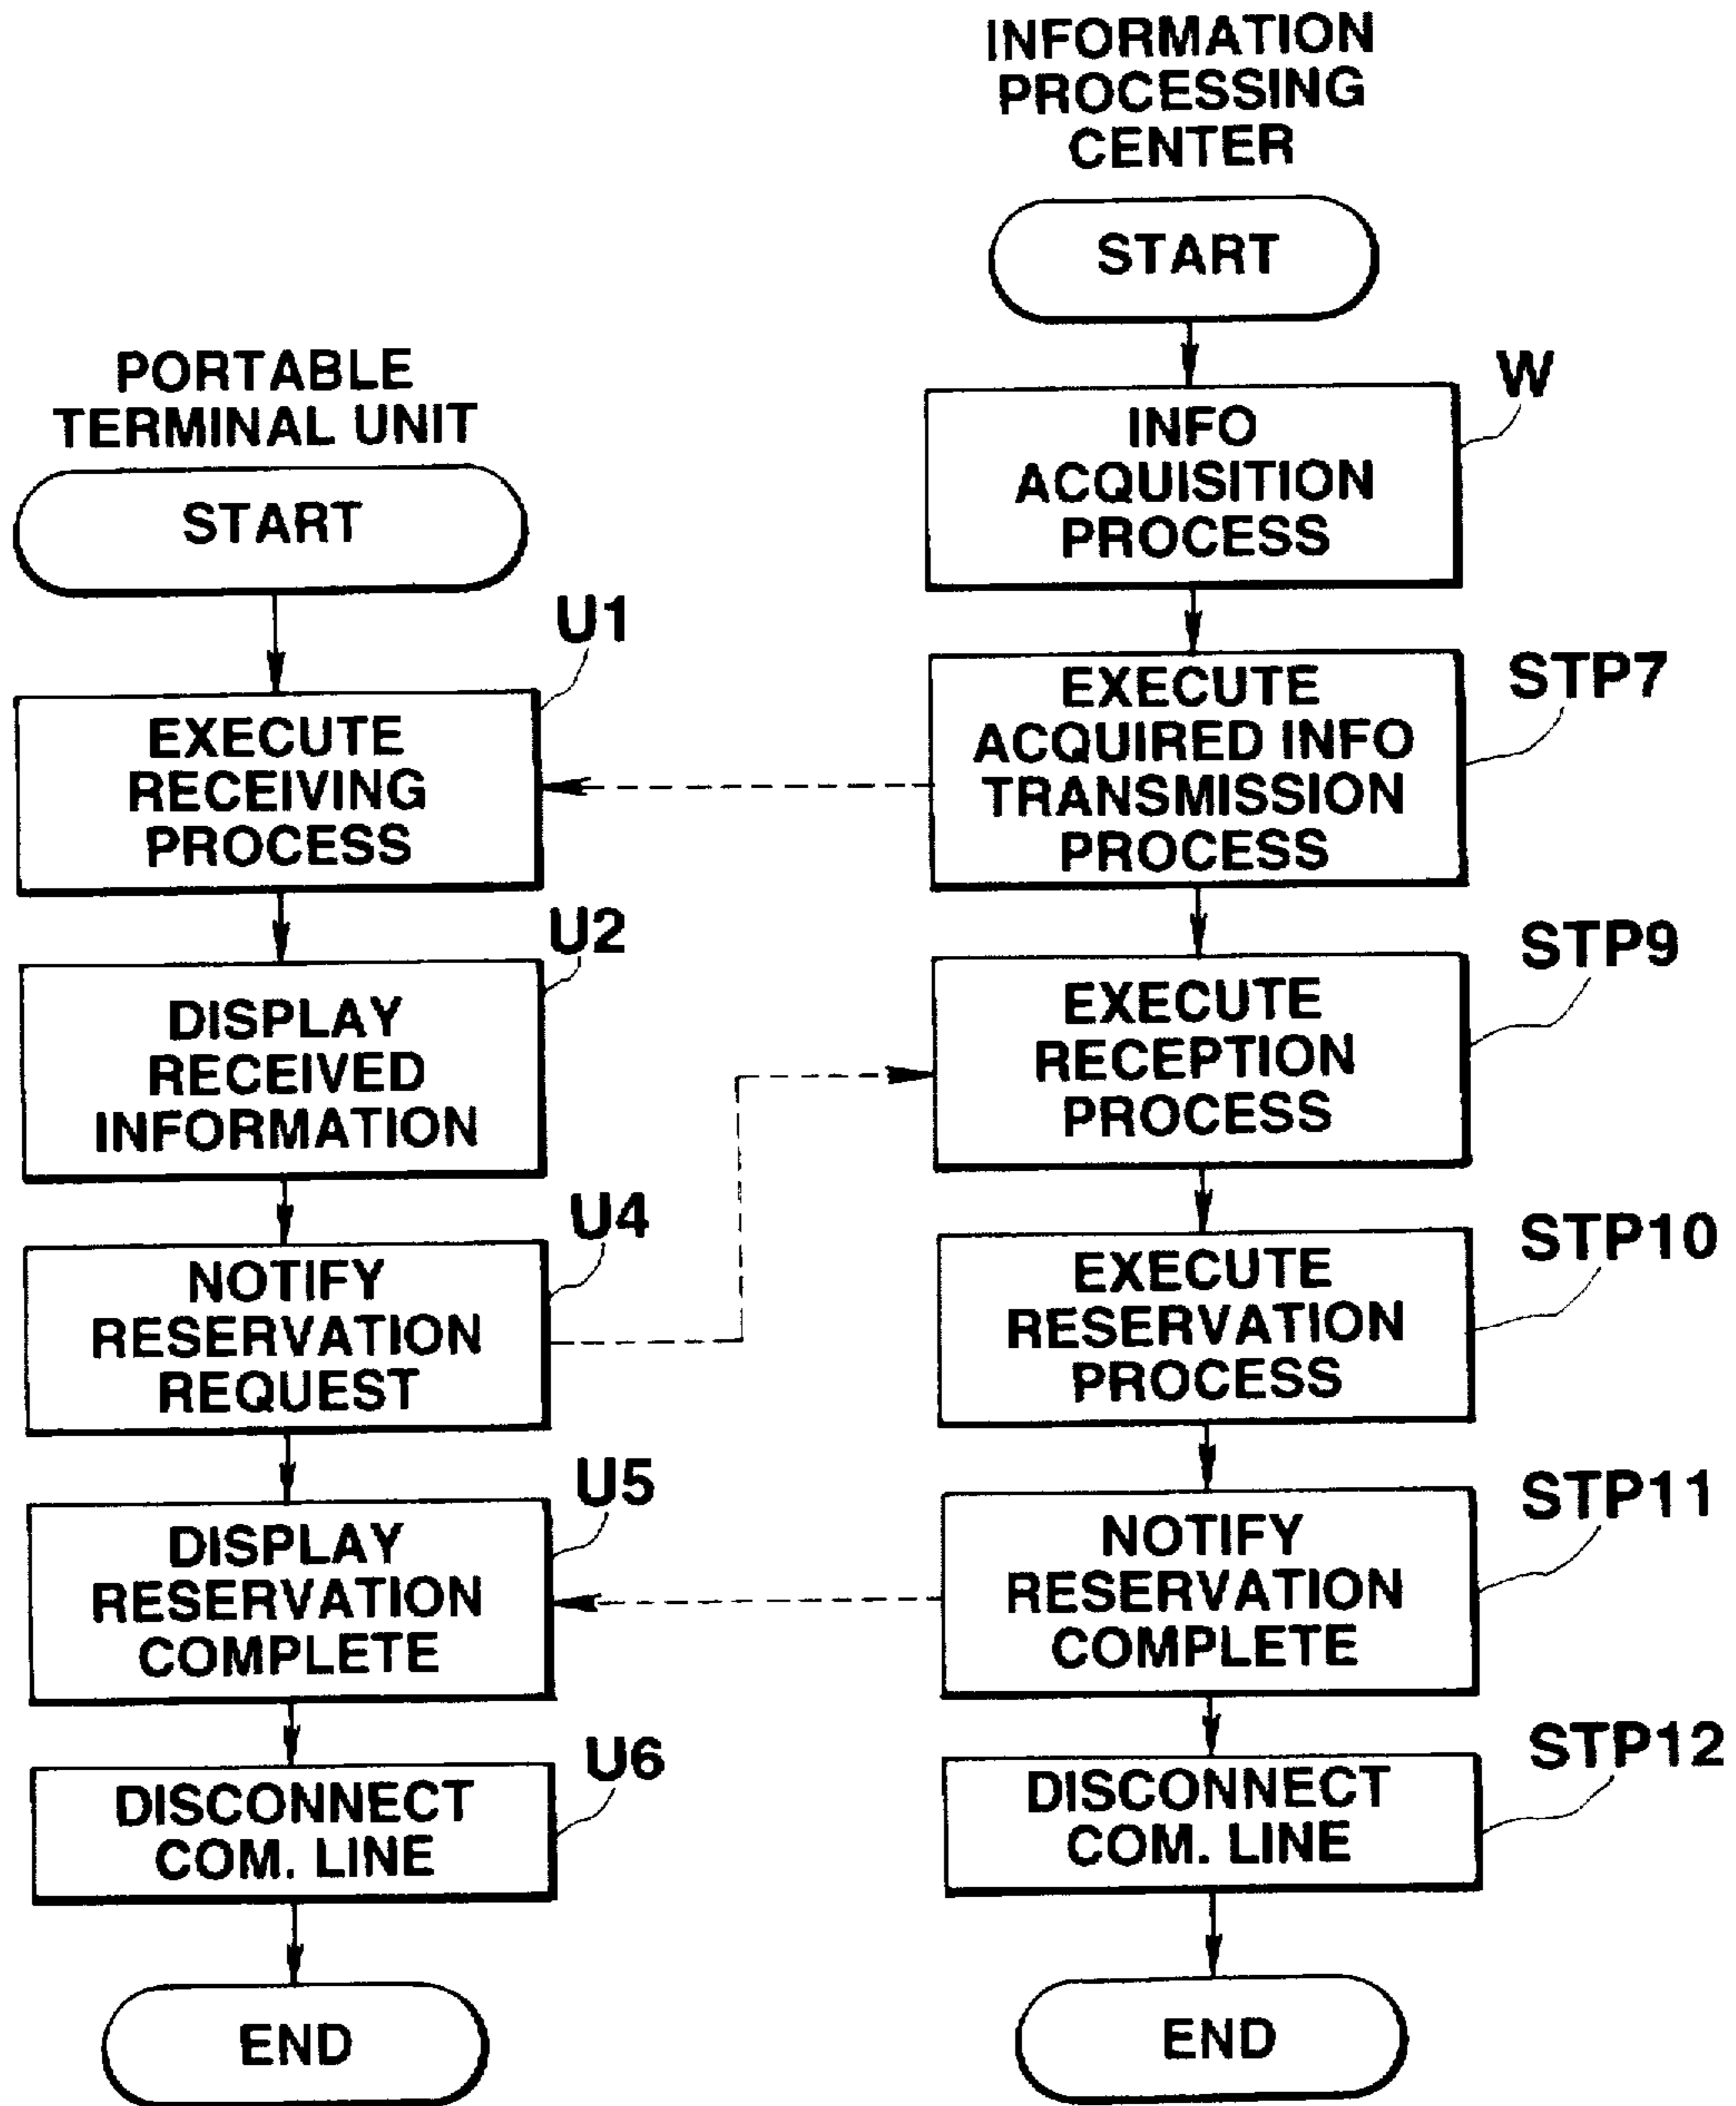 PORTABLE
TERMINAL UNIT
START
U1
EXECUTE
RECEIVING
PROCESS
U2
DISPLAY
RECEIVED
INFORMATION
U4
NOTIFY
RESERVATION
REQUEST
U5
DISPLAY
RESERVATION
COMPLETE
U6
DISCONNECT
COM. LINE
END
INFORMATION
PROCESSING
CENTER
START
W
INFO
ACQUISITION
PROCESS
STP7
EXECUTE
ACQUIRED INFO
TRANSMISSION
PROCESS
STP9
EXECUTE
RECEPTION
PROCESS
STP10
EXECUTE
RESERVATION
PROCESS
STP11
NOTIFY
RESERVATION
COMPLETE
STP12
DISCONNECT
COM. LINE
END